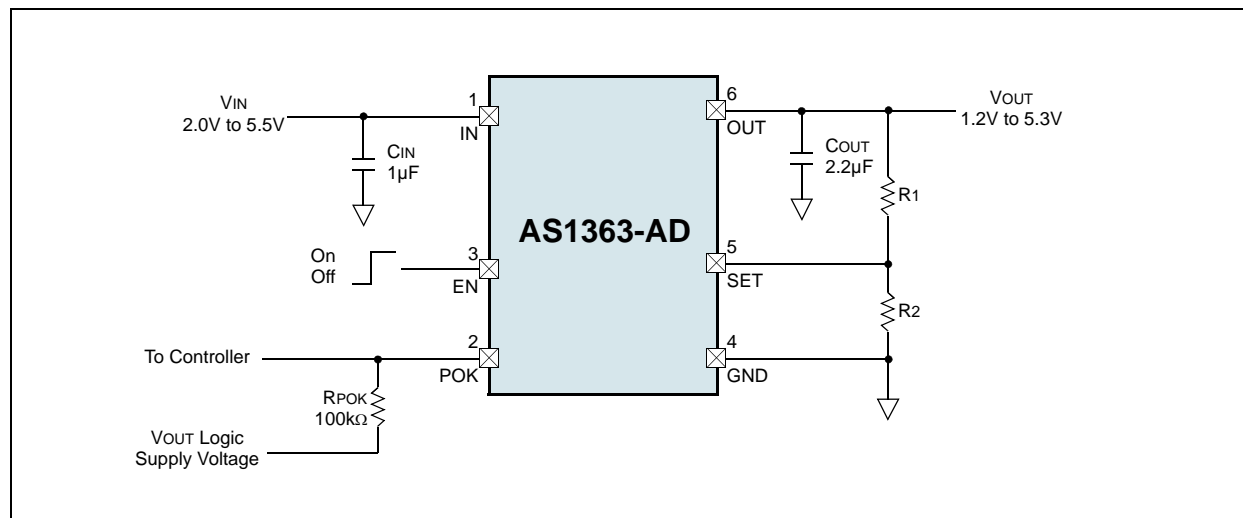 VIN
2.0V to 5.5V
CIN
1µF
1
IN
On
Off
3
EN
To Controller
2
POK
RPOK
100kΩ
VOUT Logic
Supply Voltage
AS1363-AD
6
OUT
COUT
2.2µF
VOUT
1.2V to 5.3V
R1
5
SET
R2
4
GND